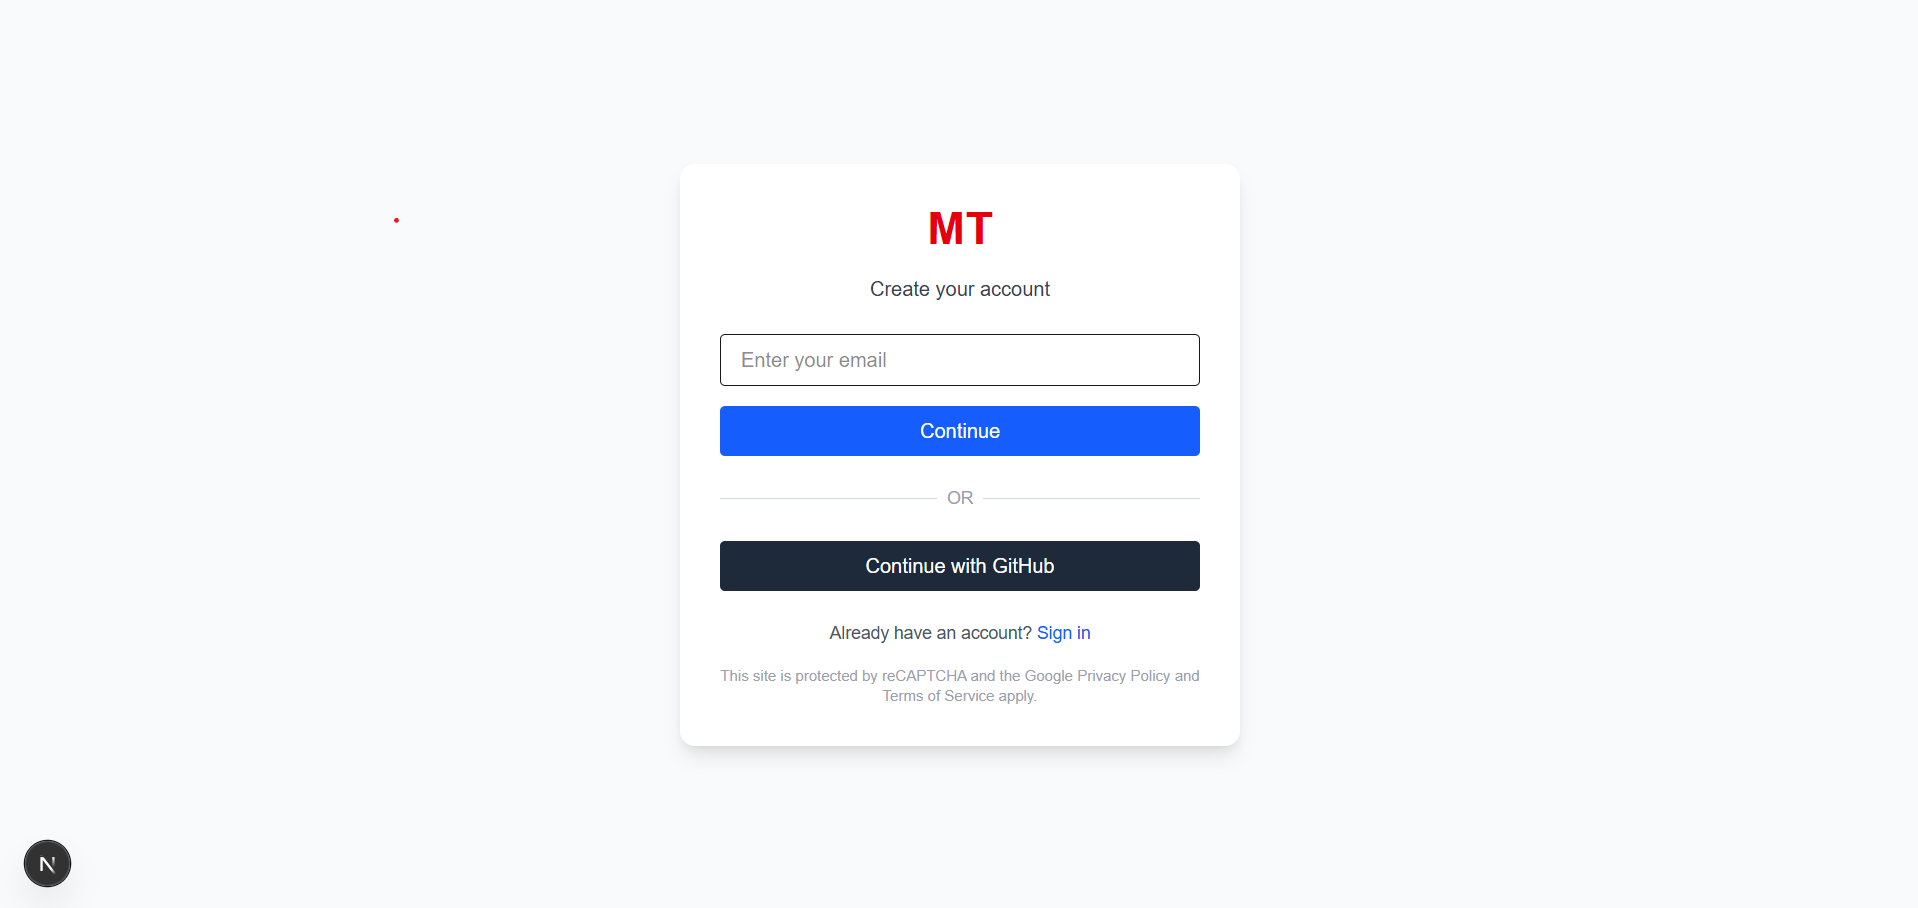 MT
Create your account
Enter your email
Continue
OR
Continue with GitHub
Already have an account? Sign in
This site is protected by reCAPTCHA and the Google Privacy Policy and
Terms of Service apply.
N